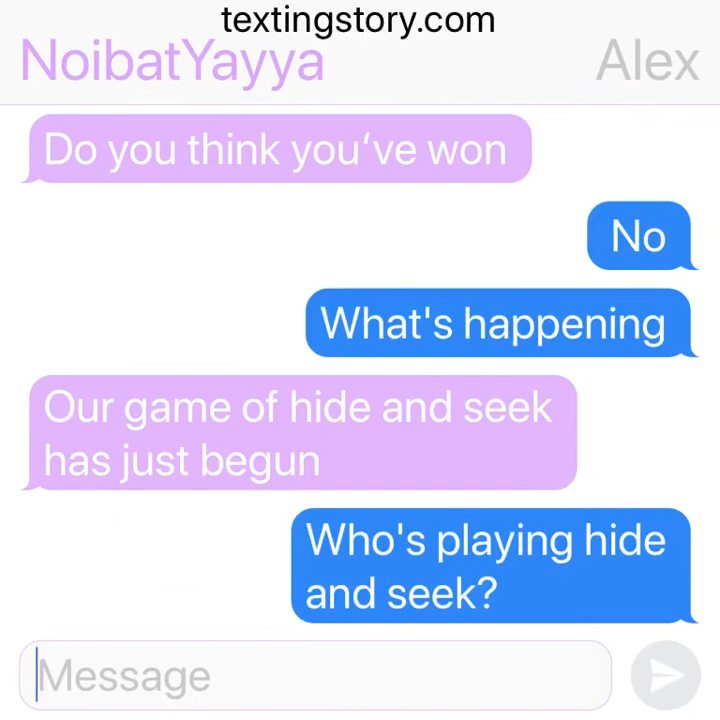 textingstory.com
NoibatYayya Alex
Do you think you’ve won
No
What's happening
Our game of hide and seek
has just begun
Who's playing hide
and seek?
Message